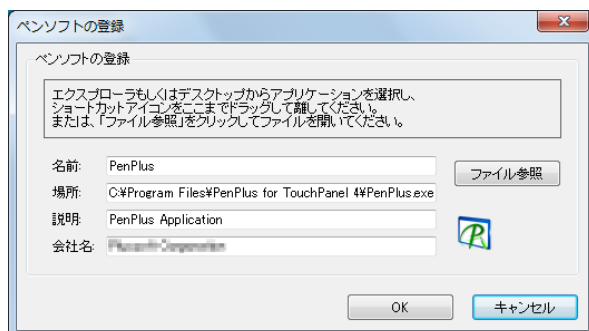 ペンソフトの登録
ペンソフトの登録
エクスプローラもしくはデスクトップからアプリケーションを選択し、
ショートカットアイコンをここまでドラッグして離してください。
または、「ファイル参照」をクリックしてファイルを開いてください。
名前: PenPlus
ファイル参照
場所: C:¥Program Files¥PenPlus for TouchPanel 4¥PenPlus.exe
説明: PenPlus Application
会社名:
OK キャンセル